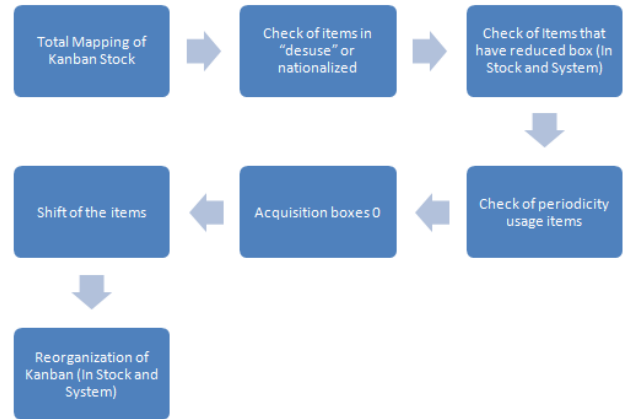 Total Mapping of
Kanban Stock
Check of items in
“desuse” or
nationalized
Check of Items that
have reduced box (In
Stock and System)
Check of periodicity
usage items
Acquisition boxes 0
Shift of the items
Reorganization of
Kanban (In Stock and
System)